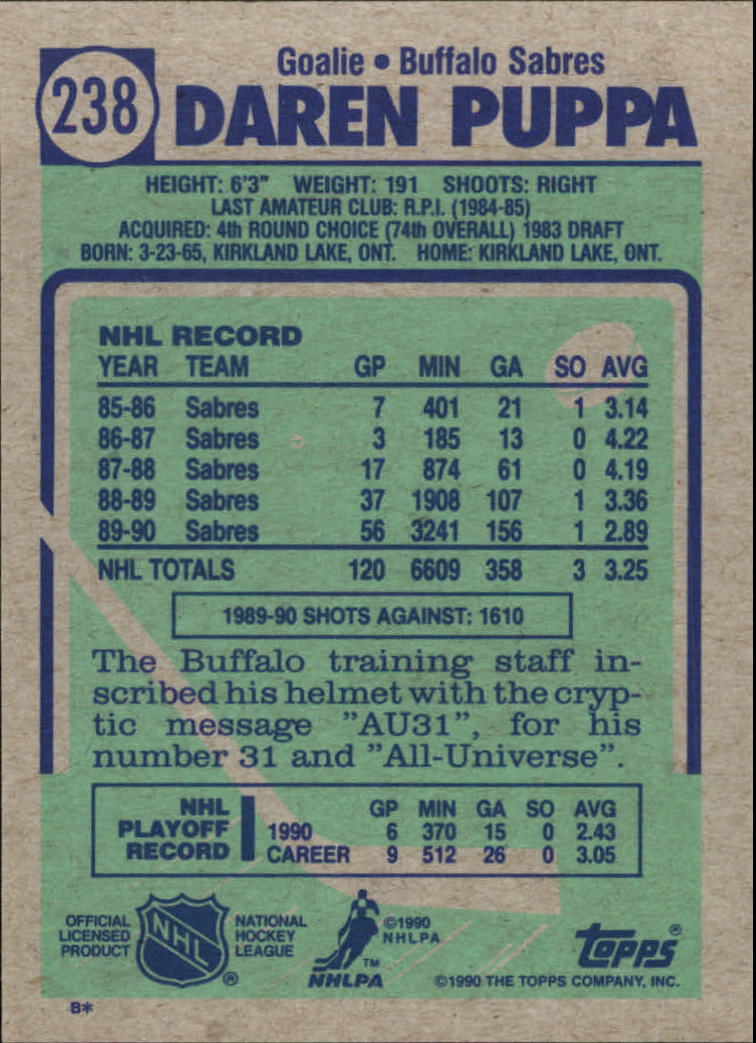 238
Goalie • Buffalo Sabres
DAREN PUPPA
HEIGHT: 6'3" WEIGHT: 191 SHOOTS: RIGHT
LAST AMATEUR CLUB: R.P.I. (1984-85)
ACQUIRED: 4th ROUND CHOICE (74th OVERALL) 1983 DRAFT
BORN: 3-23-65, KIRKLAND LAKE, ONT. HOME: KIRKLAND LAKE, ONT.
NHL RECORD
YEAR TEAM GP MIN GA SO AVG
85-86 Sabres 7 401 21 1 3.14
86-87 Sabres 3 185 13 0 4.22
87-88 Sabres 17 874 61 0 4.19
88-89 Sabres 37 1908 107 1 3.36
89-90 Sabres 56 3241 156 1 2.89
NHL TOTALS 120 6609 358 3 3.25
1989-90 SHOTS AGAINST: 1610
The Buffalo training staff in-
scribed his helmet with the cryp-
tic message "AU31", for his
number 31 and "All-Universe".
NHL PLAYOFF RECORD
GP MIN GA SO AVG
1990 6 370 15 0 2.43
CAREER 9 512 26 0 3.05
OFFICIAL
LICENSED
PRODUCT
NHL
®
NATIONAL
HOCKEY
LEAGUE
TM
NHLPA
©1990
NHLPA
TOPPS®
©1990 THE TOPPS COMPANY, INC.
B*